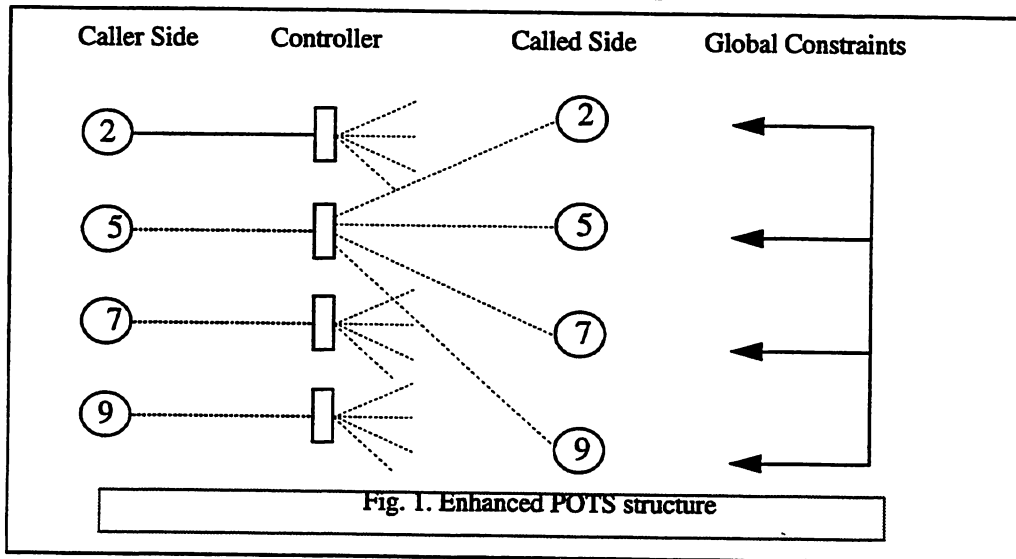 Caller Side Controller Called Side Global Constraints
2 2
5 5
7 7
9 9
Fig. 1. Enhanced POTS structure